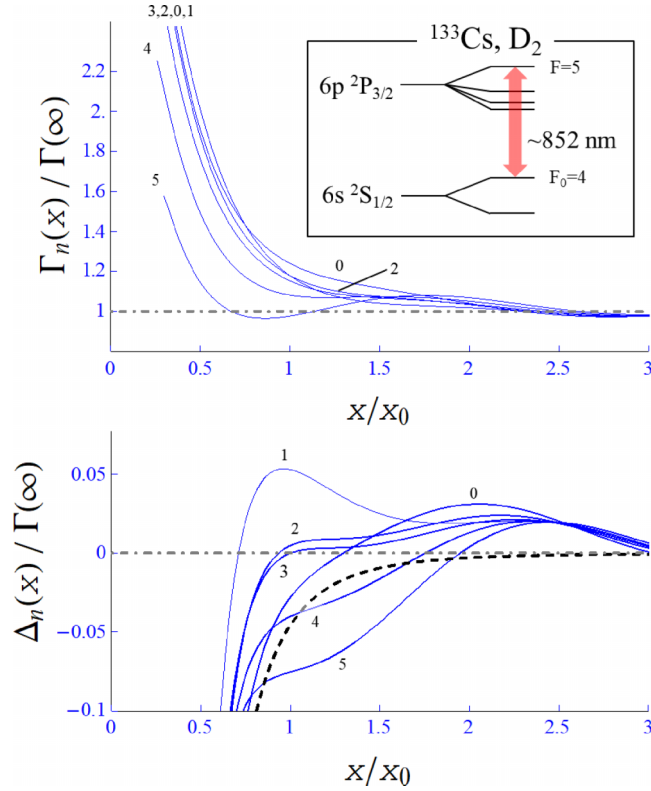 3,2,0,1
4
5
0
2
2.2
2.
1.8
1.6
1.4
1.2
1
0 0.5 1 1.5 2 2.5 3
x/x₀
Γₙ(x) / Γ(∞)
¹³³Cs, D₂
F=5
6p ²P₃/₂
~852 nm
F₀=4
6s ²S₁/₂
1
0
2
3
4
5
0.05
0
−0.05
−0.1
0 0.5 1 1.5 2 2.5 3
x/x₀
Δₙ(x) / Γ(∞)